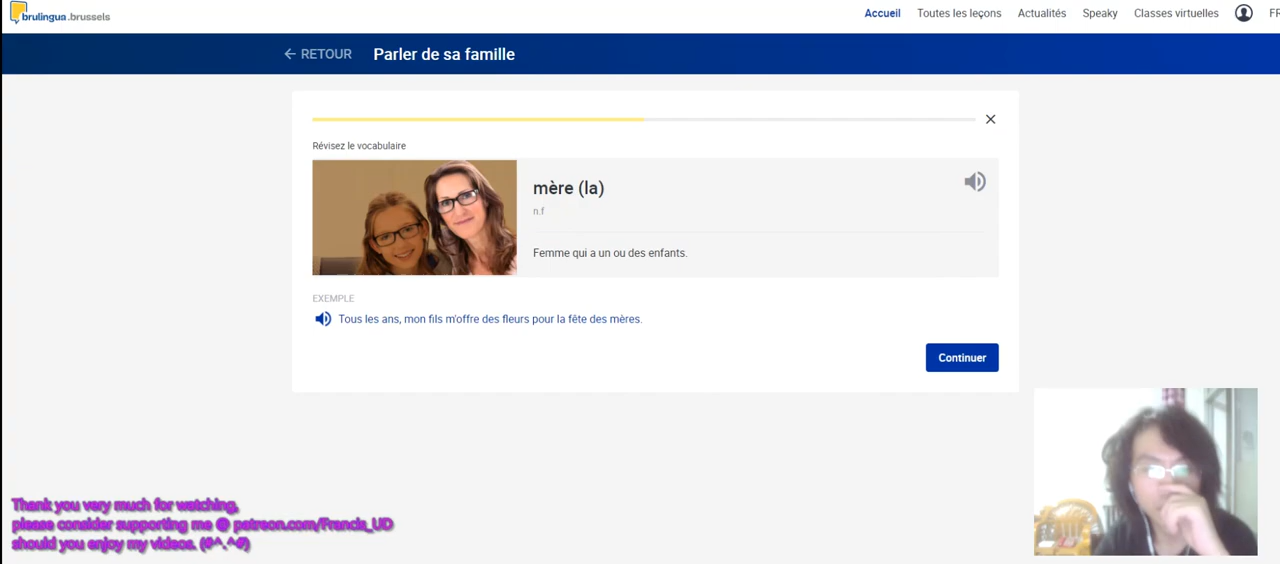 brulingua.brussels
Accueil Toutes les leçons Actualités Speaky Classes virtuelles FR
← RETOUR Parler de sa famille
Révisez le vocabulaire
mère (la)
n.f
Femme qui a un ou des enfants.
EXEMPLE
Tous les ans, mon fils m'offre des fleurs pour la fête des mères.
Continuer
Thank you very much for watching,
please consider supporting me @ patreon.com/Francis_UD
should you enjoy my videos. (#^.^#)